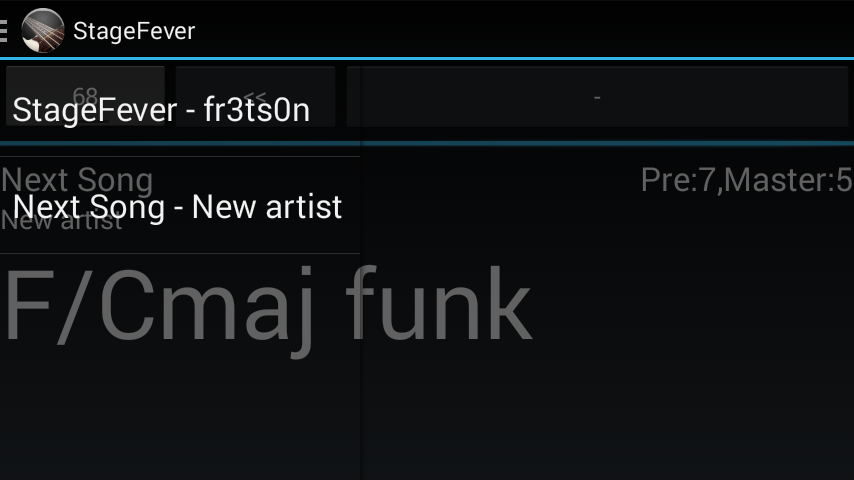 StageFever
68 << -
StageFever - fr3ts0n
Next Song Pre:7,Master:5
Next Song - New artist
New artist
F/Cmaj funk